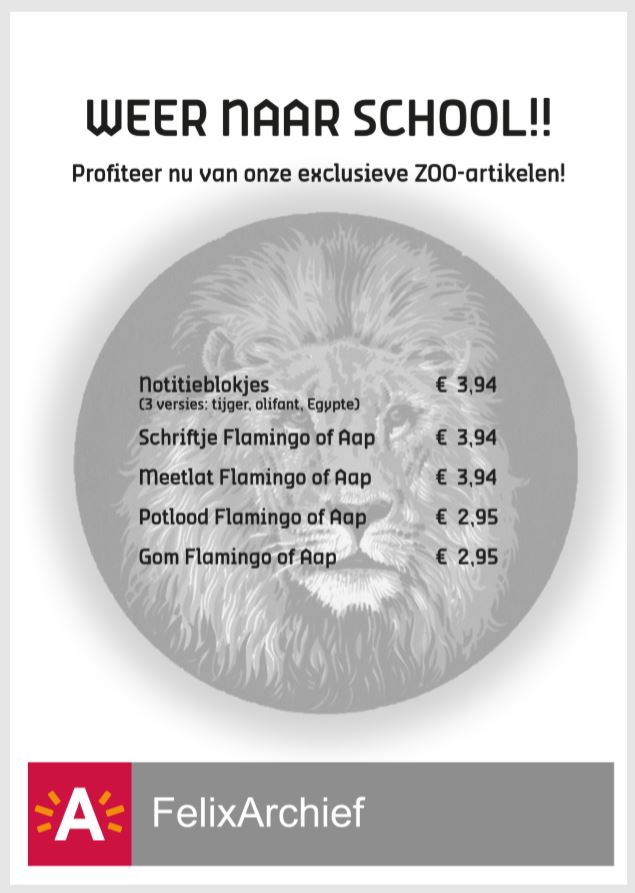 WEER NAAR SCHOOL!!
Profiteer nu van onze exclusieve ZOO-artikelen!
Notitieblokjes € 3,94
(3 versies: tijger, olifant, Egypte)
Schriftje Flamingo of Aap € 3,94
Meetlat Flamingo of Aap € 3,94
Potlood Flamingo of Aap € 2,95
Gom Flamingo of Aap € 2,95
A FelixArchief